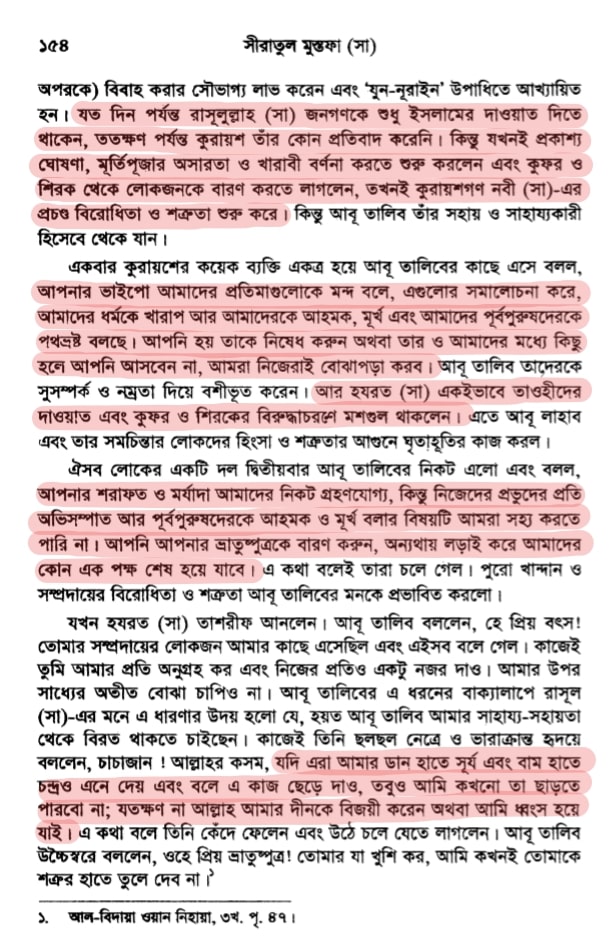 ১৫৪ সীরাতুল মুস্তফা (সা)
অপরকে) বিবাহ করার সৌভাগ্য লাভ করেন এবং ‘যুন-নূরাইন’ উপাধিতে আখ্যায়িত
হন। যত দিন পর্যন্ত রাসূলুল্লাহ (সা) জনগণকে শুধু ইসলামের দাওয়াত দিতে
থাকেন, ততক্ষণ পর্যন্ত কুরায়শ তাঁর কোন প্রতিবাদ করেনি। কিন্তু যখনই প্রকাশ্য
ঘোষণা, মূর্তিপূজার অসারতা ও খারাবী বর্ণনা করতে শুরু করলেন এবং কুফর ও
শিরক থেকে লোকজনকে বারণ করতে লাগলেন, তখনই কুরায়শগণ নবী (সা)-এর
প্রচণ্ড বিরোধিতা ও শত্রুতা শুরু করে। কিন্তু আবূ তালিব তাঁর সহায় ও সাহায্যকারী
হিসেবে থেকে যান।
একবার কুরায়শের কয়েক ব্যক্তি একত্র হয়ে আবূ তালিবের কাছে এসে বলল,
আপনার ভাইপো আমাদের প্রতিমাগুলোকে মন্দ বলে, এগুলোর সমালোচনা করে,
আমাদের ধর্মকে খারাপ আর আমাদেরকে আহমক, মূর্খ এবং আমাদের পূর্বপুরুষদেরকে
পথভ্রষ্ট বলছে। আপনি হয় তাকে নিষেধ করুন অথবা তার ও আমাদের মধ্যে কিছু
হলে আপনি আসবেন না, আমরা নিজেরাই বোঝাপড়া করব। আবূ তালিব তাদেরকে
সুসম্পর্ক ও নম্রতা দিয়ে বশীভূত করেন। আর হযরত (সা) একইভাবে তাওহীদের
দাওয়াত এবং কুফর ও শিরকের বিরুদ্ধাচরণে মশগুল থাকলেন। এতে আবূ লাহাব
এবং তার সমচিন্তার লোকদের হিংসা ও শত্রুতার আগুনে ঘৃতাহূতির কাজ করল।
ঐসব লোকের একটি দল দ্বিতীয়বার আবূ তালিবের নিকট এলো এবং বলল,
আপনার শরাফত ও মর্যাদা আমাদের নিকট গ্রহণযোগ্য, কিন্তু নিজেদের প্রভুদের প্রতি
অভিসম্পাত আর পূর্বপুরুষদেরকে আহমক ও মূর্খ বলার বিষয়টি আমরা সহ্য করতে
পারি না। আপনি আপনার ভ্রাতুষ্পুত্রকে বারণ করুন, অন্যথায় লড়াই করে আমাদের
কোন এক পক্ষ শেষ হয়ে যাবে। এ কথা বলেই তারা চলে গেল। পুরো খান্দান ও
সম্প্রদায়ের বিরোধিতা ও শত্রুতা আবূ তালিবের মনকে প্রভাবিত করলো।
যখন হযরত (সা) তাশরীফ আনলেন। আবূ তালিব বললেন, হে প্রিয় বৎস!
তোমার সম্প্রদায়ের লোকজন আমার কাছে এসেছিল এবং এইসব বলে গেল। কাজেই
তুমি আমার প্রতি অনুগ্রহ কর এবং নিজের প্রতিও একটু নজর দাও। আমার উপর
সাধ্যের অতীত বোঝা চাপিও না। আবূ তালিবের এ ধরনের বাক্যালাপে রাসূল
(সা)-এর মনে এ ধারণার উদয় হলো যে, হয়ত আবূ তালিব আমার সাহায্য-সহায়তা
থেকে বিরত থাকতে চাইছেন। কাজেই তিনি ছলছল নেত্রে ও ভারাক্রান্ত হৃদয়ে
বললেন, চাচাজান ! আল্লাহর কসম, যদি এরা আমার ডান হাতে সূর্য এবং বাম হাতে
চন্দ্রও এনে দেয় এবং বলে এ কাজ ছেড়ে দাও, তবুও আমি কখনো তা ছাড়তে
পারবো না; যতক্ষণ না আল্লাহ আমার দীনকে বিজয়ী করেন অথবা আমি ধ্বংস হয়ে
যাই। এ কথা বলে তিনি কেঁদে ফেলেন এবং উঠে চলে যেতে লাগলেন। আবূ তালিব
উচ্চৈস্বরে বললেন, ওহে প্রিয় ভ্রাতুষ্পুত্র! তোমার যা খুশি কর, আমি কখনই তোমাকে
শত্রুর হাতে তুলে দেব না।১
১. আল-বিদায়া ওয়ান নিহায়া, ৩খ. পৃ. ৪৭।